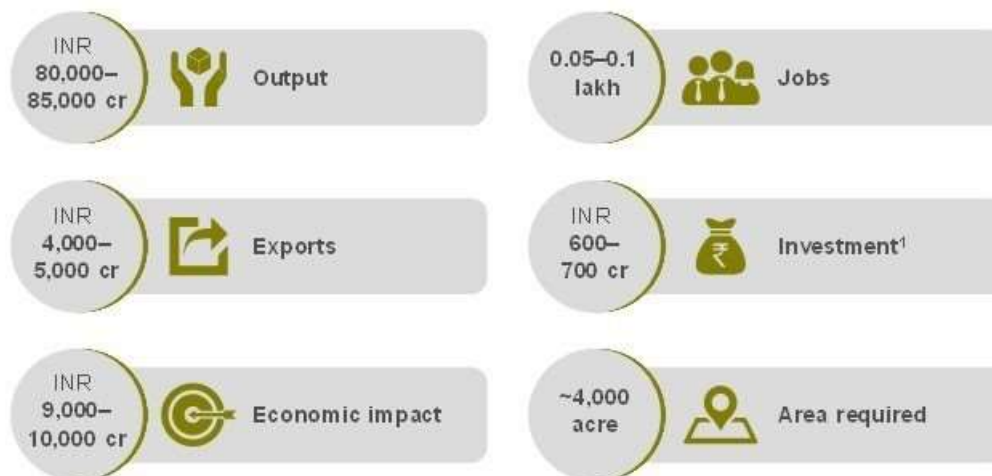 INR
80,000–
85,000 cr
Output
0.05–0.1
lakh
Jobs
INR
4,000–
5,000 cr
Exports
INR
600–
700 cr
₹
Investment¹
INR
9,000–
10,000 cr
Economic impact
~4,000
acre
Area required